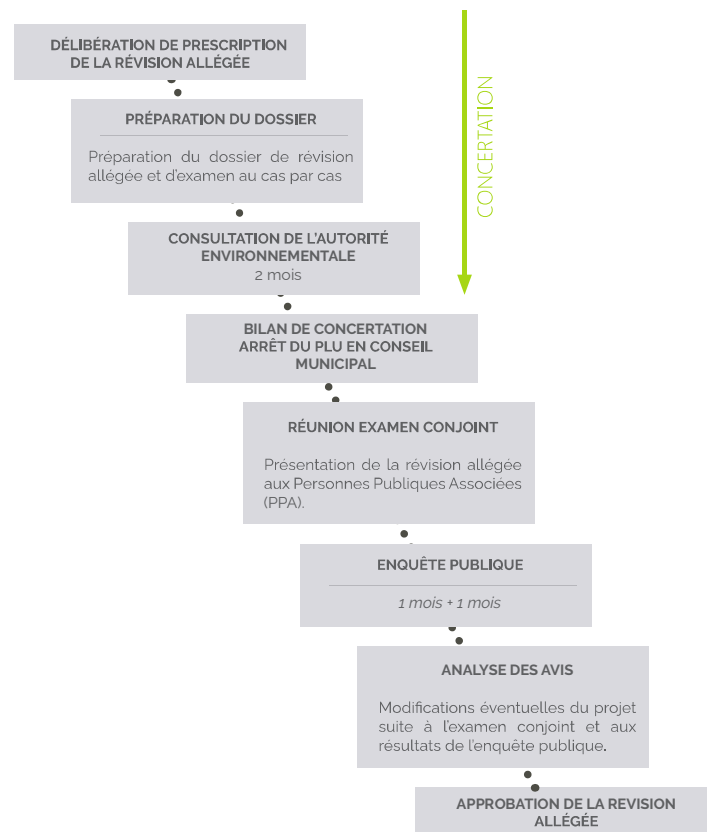 DÉLIBÉRATION DE PRESCRIPTION
DE LA RÉVISION ALLÉGÉE
CONCERTATION
PRÉPARATION DU DOSSIER
Préparation du dossier de révision
allégée et d'examen au cas par cas
CONSULTATION DE L'AUTORITÉ
ENVIRONNEMENTALE
2 mois
BILAN DE CONCERTATION
ARRÊT DU PLU EN CONSEIL
MUNICIPAL
RÉUNION EXAMEN CONJOINT
Présentation de la révision allégée
aux Personnes Publiques Associées
(PPA).
ENQUÊTE PUBLIQUE
1 mois + 1 mois
ANALYSE DES AVIS
Modifications éventuelles du projet
suite à l'examen conjoint et aux
résultats de l'enquête publique.
APPROBATION DE LA REVISION
ALLÉGÉE